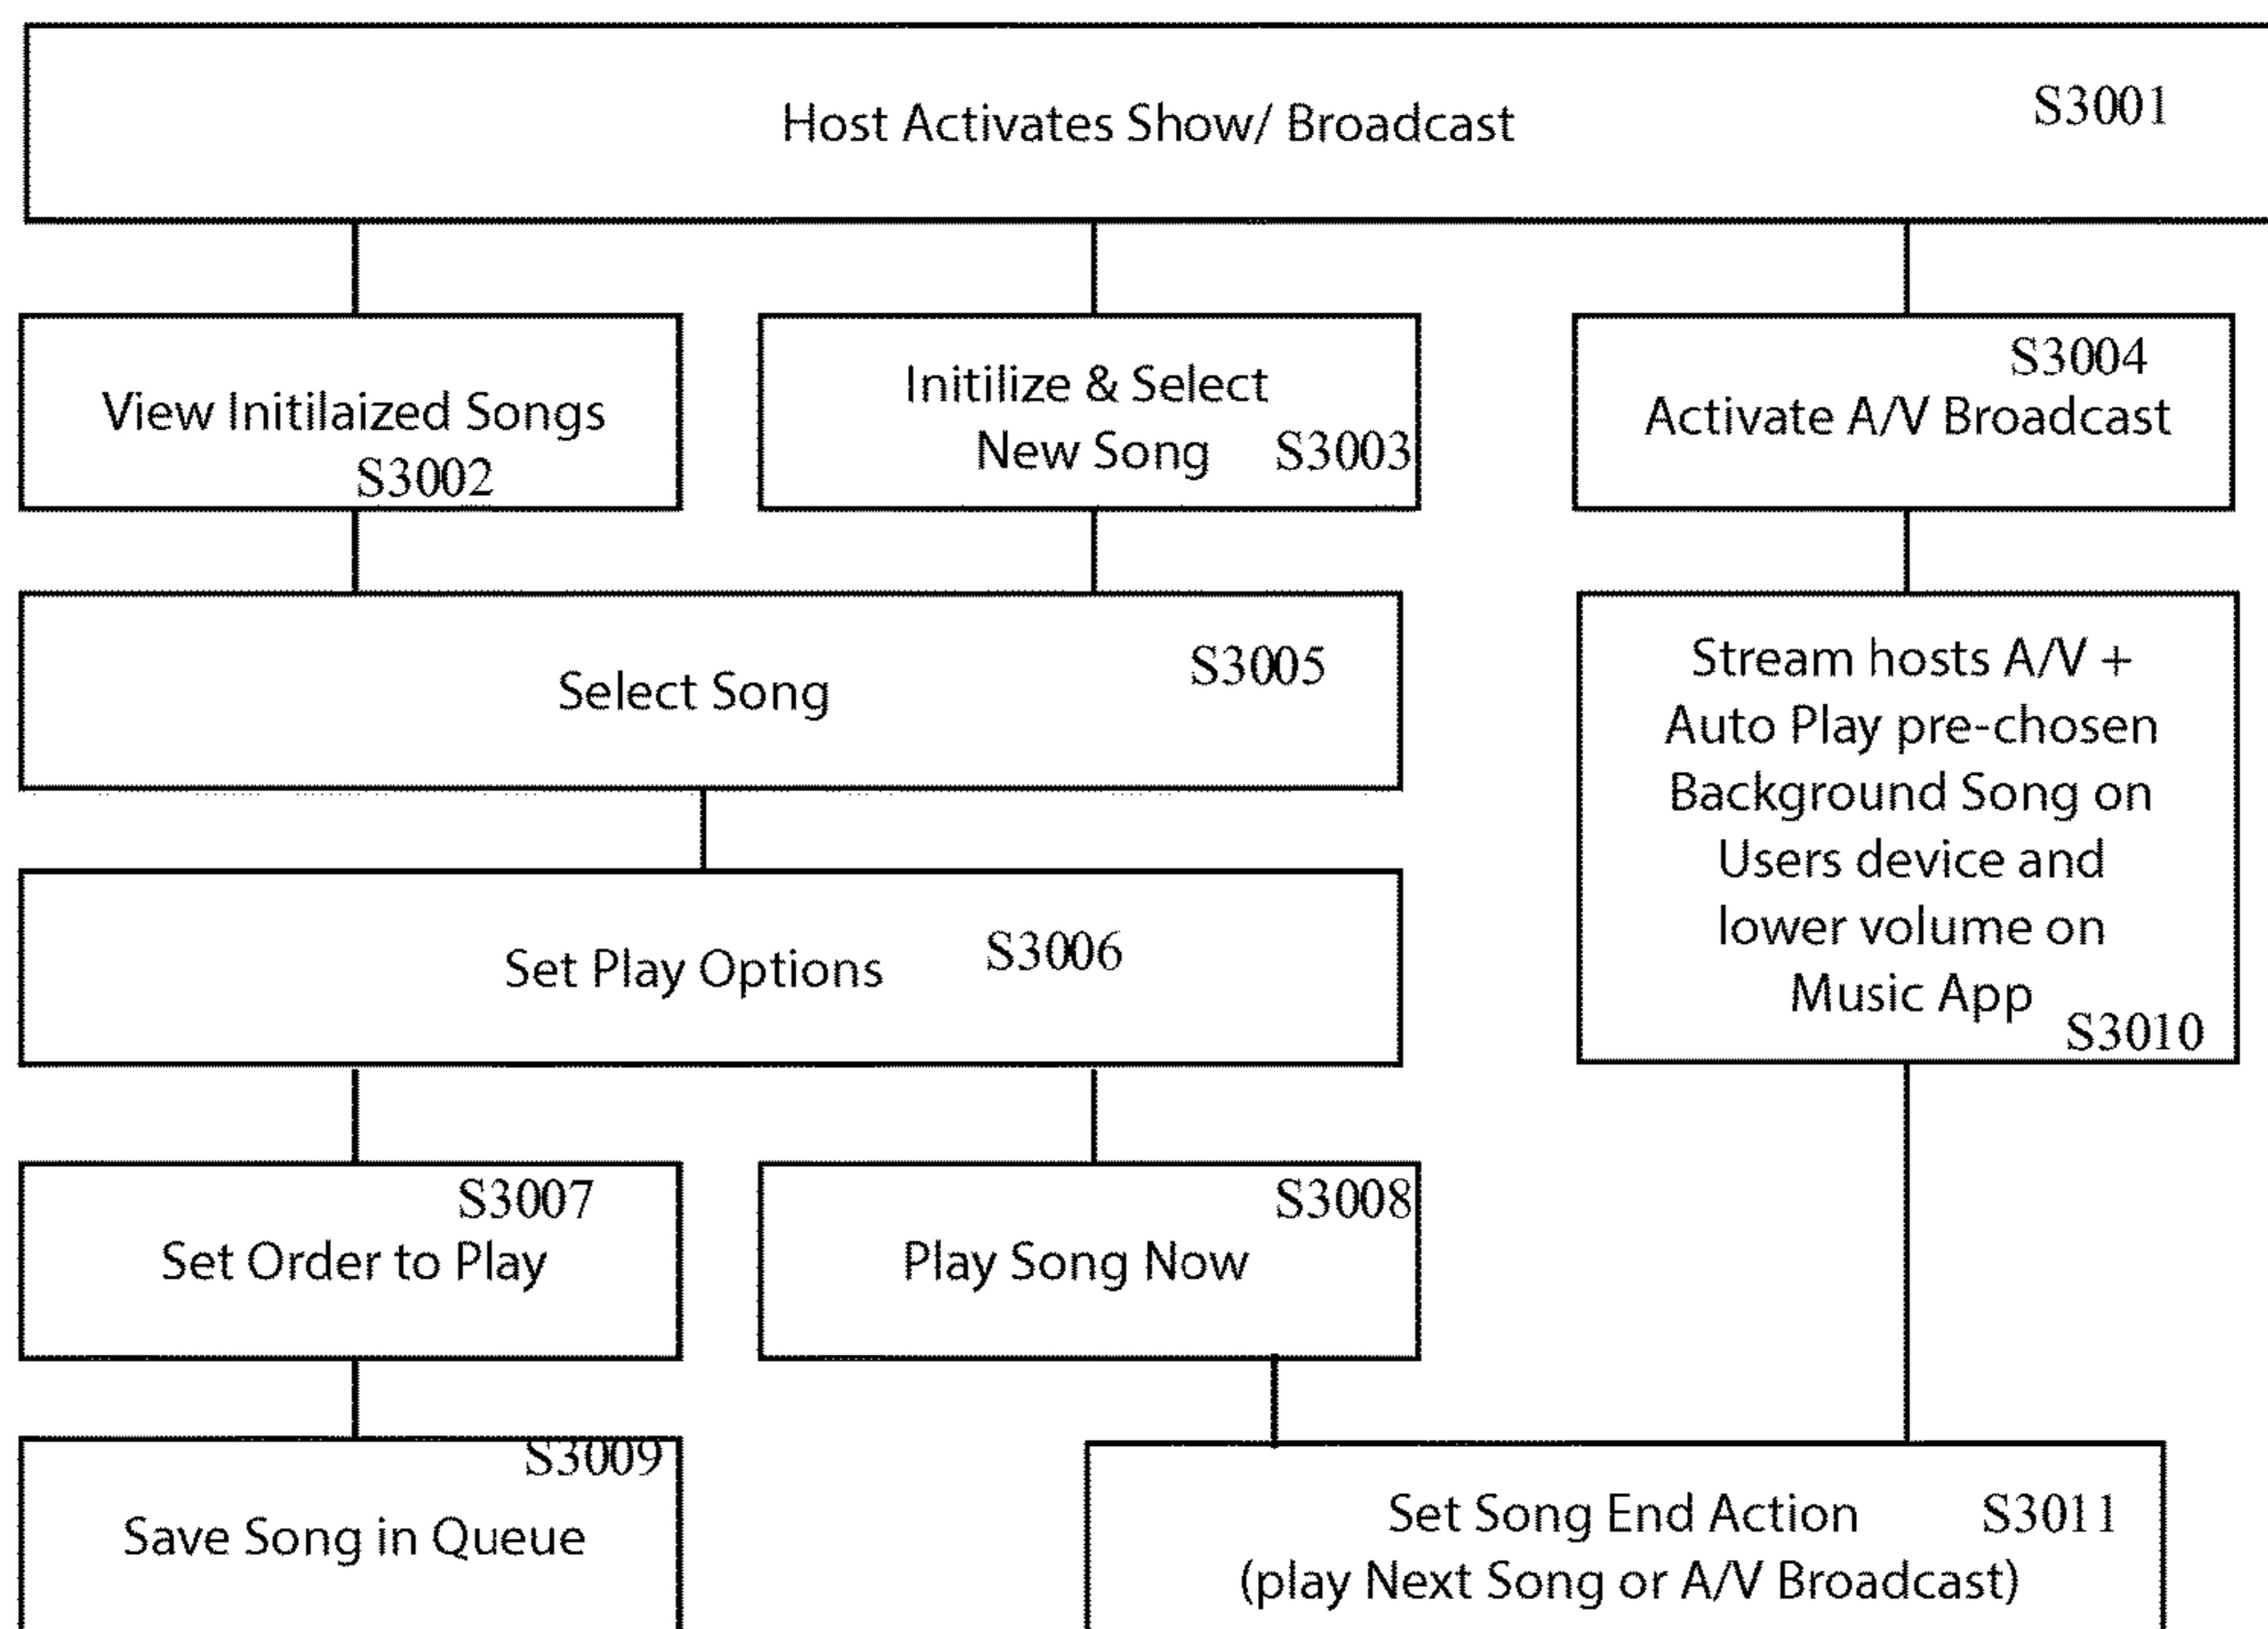 Host Activates Show/ Broadcast S3001
View Initilaized Songs
S3002
Initilize & Select
New Song S3003
S3004
Activate A/V Broadcast
Select Song S3005
Stream hosts A/V +
Auto Play pre-chosen
Background Song on
Users device and
lower volume on
Music App
S3010
Set Play Options S3006
S3007
Set Order to Play
S3008
Play Song Now
S3009
Save Song in Queue
Set Song End Action S3011
(play Next Song or A/V Broadcast)